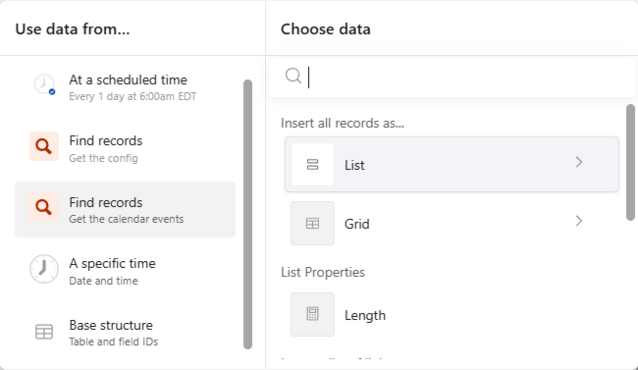 Use data from...
At a scheduled time
Every 1 day at 6:00am EDT
Find records
Get the config
Find records
Get the calendar events
A specific time
Date and time
Base structure
Table and field IDs
Choose data
Insert all records as...
List
Grid
List Properties
Length